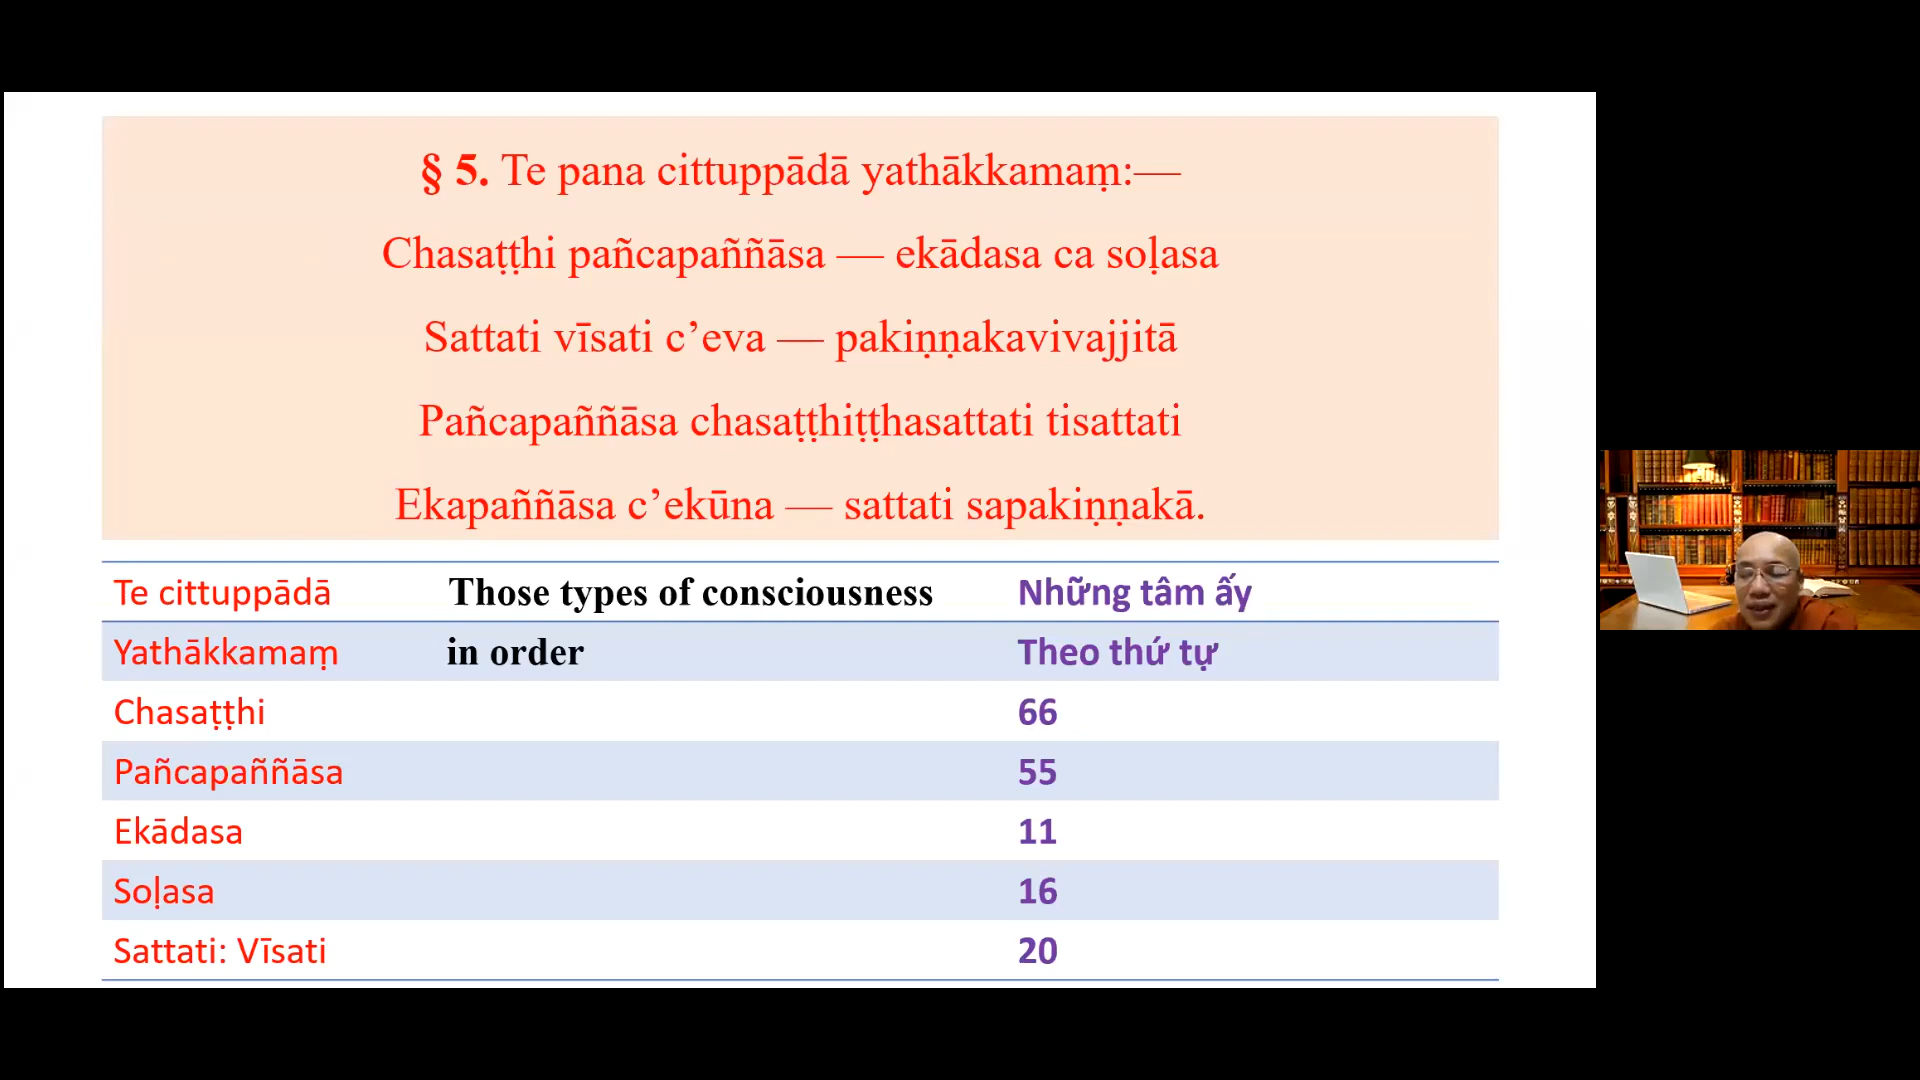 § 5. Te pana cittuppādā yathākkamaṃ:—
Chasaṭṭhi pañcapaññāsa — ekādasa ca soḷasa
Sattati vīsati c’eva — pakiṇṇakavivajjitā
Pañcapaññāsa chasaṭṭhiṭṭhasattati tisattati
Ekapaññāsa c’ekūna — sattati sapakiṇṇakā.
Te cittuppādā Those types of consciousness Những tâm ấy
Yathākkamaṃ in order Theo thứ tự
Chasaṭṭhi 66
Pañcapaññāsa 55
Ekādasa 11
Soḷasa 16
Sattati: Vīsati 20